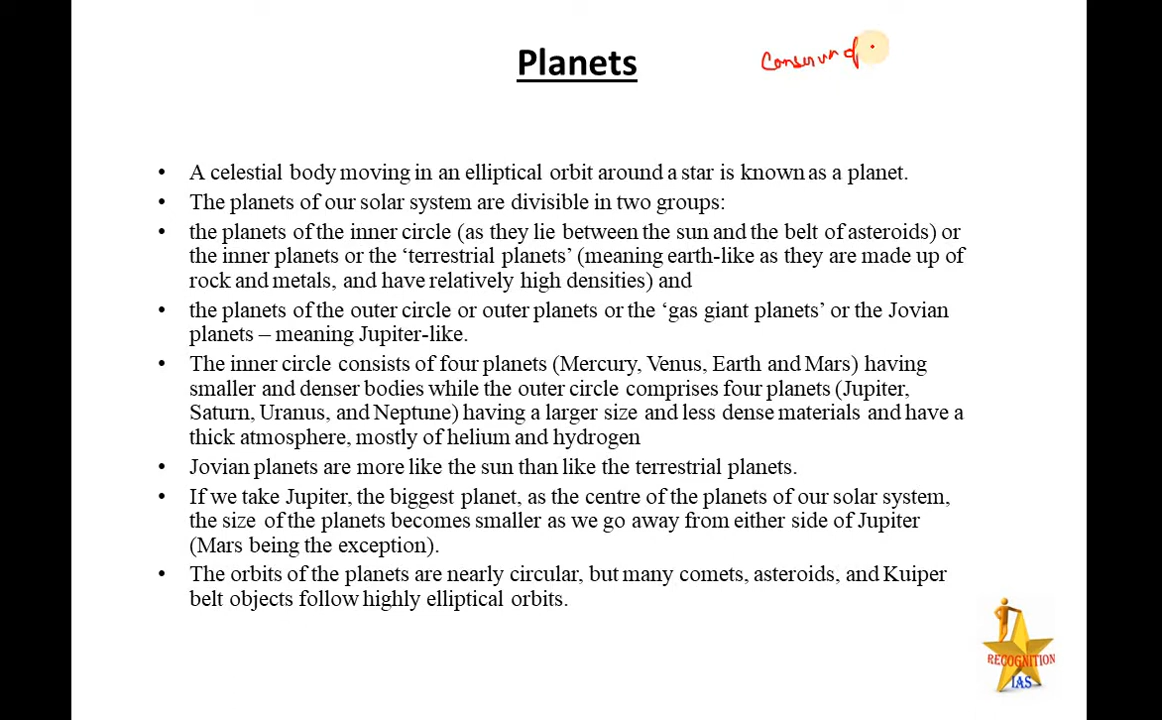 Planets
• A celestial body moving in an elliptical orbit around a star is known as a planet.
• The planets of our solar system are divisible in two groups:
• the planets of the inner circle (as they lie between the sun and the belt of asteroids) or
the inner planets or the ‘terrestrial planets’ (meaning earth-like as they are made up of
rock and metals, and have relatively high densities) and
• the planets of the outer circle or outer planets or the ‘gas giant planets’ or the Jovian
planets – meaning Jupiter-like.
• The inner circle consists of four planets (Mercury, Venus, Earth and Mars) having
smaller and denser bodies while the outer circle comprises four planets (Jupiter,
Saturn, Uranus, and Neptune) having a larger size and less dense materials and have a
thick atmosphere, mostly of helium and hydrogen
• Jovian planets are more like the sun than like the terrestrial planets.
• If we take Jupiter, the biggest planet, as the centre of the planets of our solar system,
the size of the planets becomes smaller as we go away from either side of Jupiter
(Mars being the exception).
• The orbits of the planets are nearly circular, but many comets, asteroids, and Kuiper
belt objects follow highly elliptical orbits.
RECOGNITION
IAS